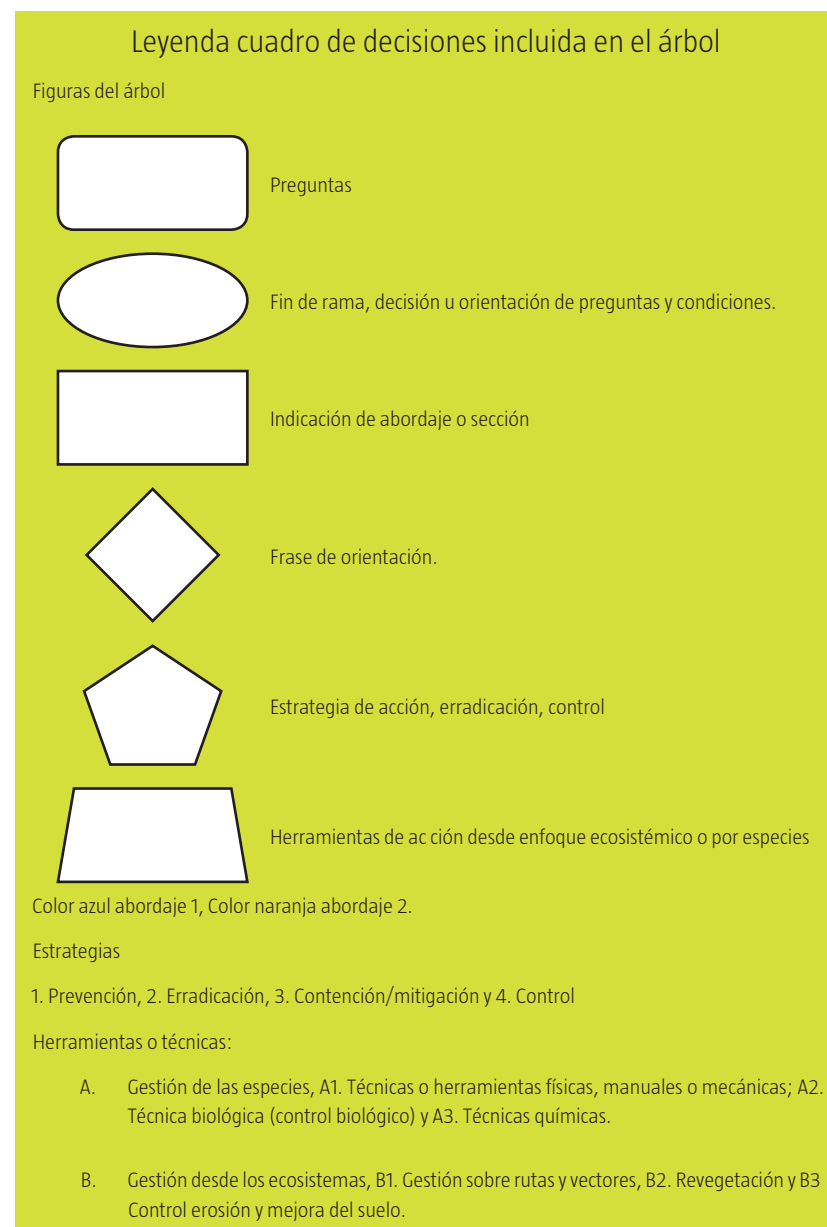 Leyenda cuadro de decisiones incluida en el árbol
Figuras del árbol
Preguntas
Fin de rama, decisión u orientación de preguntas y condiciones.
Indicación de abordaje o sección
Frase de orientación.
Estrategia de acción, erradicación, control
Herramientas de ac ción desde enfoque ecosistémico o por especies
Color azul abordaje 1, Color naranja abordaje 2.
Estrategias
1. Prevención, 2. Erradicación, 3. Contención/mitigación y 4. Control
Herramientas o técnicas:
A. Gestión de las especies, A1. Técnicas o herramientas físicas, manuales o mecánicas; A2.
Técnica biológica (control biológico) y A3. Técnicas químicas.
B. Gestión desde los ecosistemas, B1. Gestión sobre rutas y vectores, B2. Revegetación y B3
Control erosión y mejora del suelo.